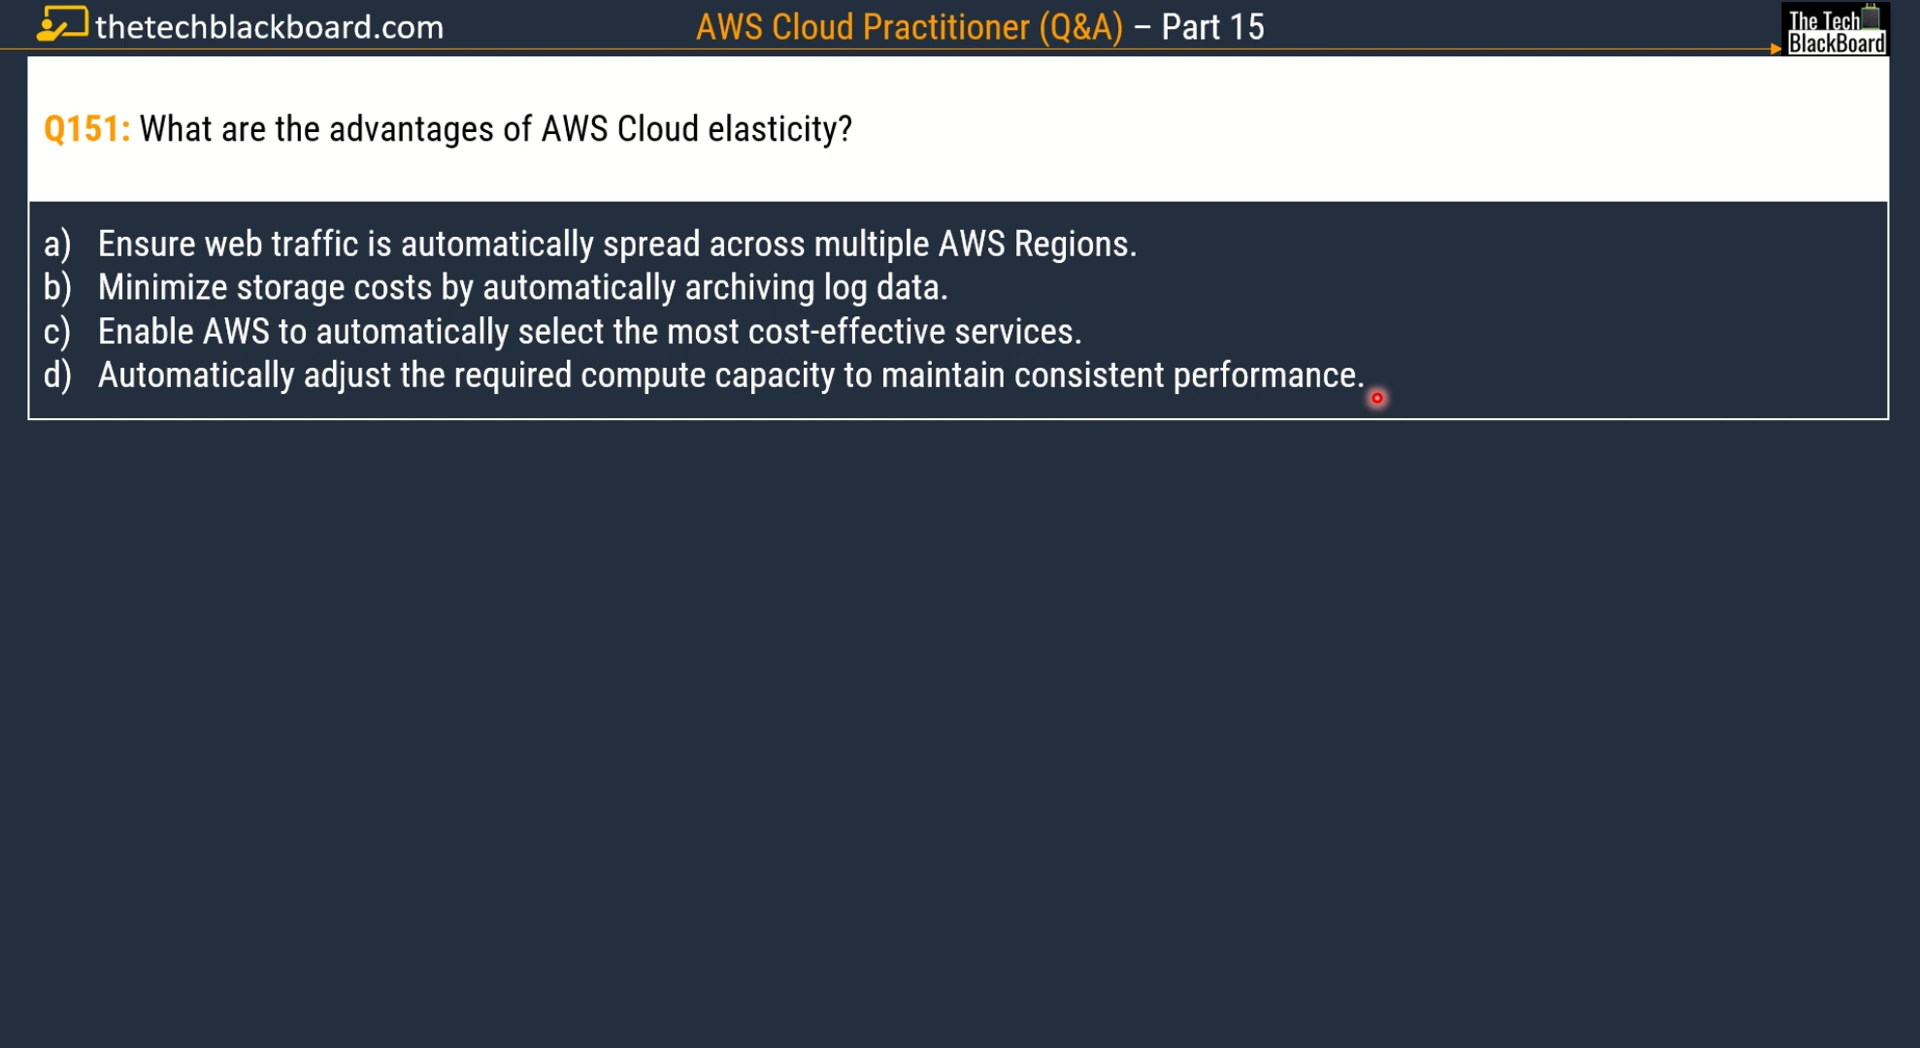 thetechblackboard.com
AWS Cloud Practitioner (Q&A) – Part 15
The Tech
BlackBoard
Q151: What are the advantages of AWS Cloud elasticity?
a) Ensure web traffic is automatically spread across multiple AWS Regions.
b) Minimize storage costs by automatically archiving log data.
c) Enable AWS to automatically select the most cost-effective services.
d) Automatically adjust the required compute capacity to maintain consistent performance.